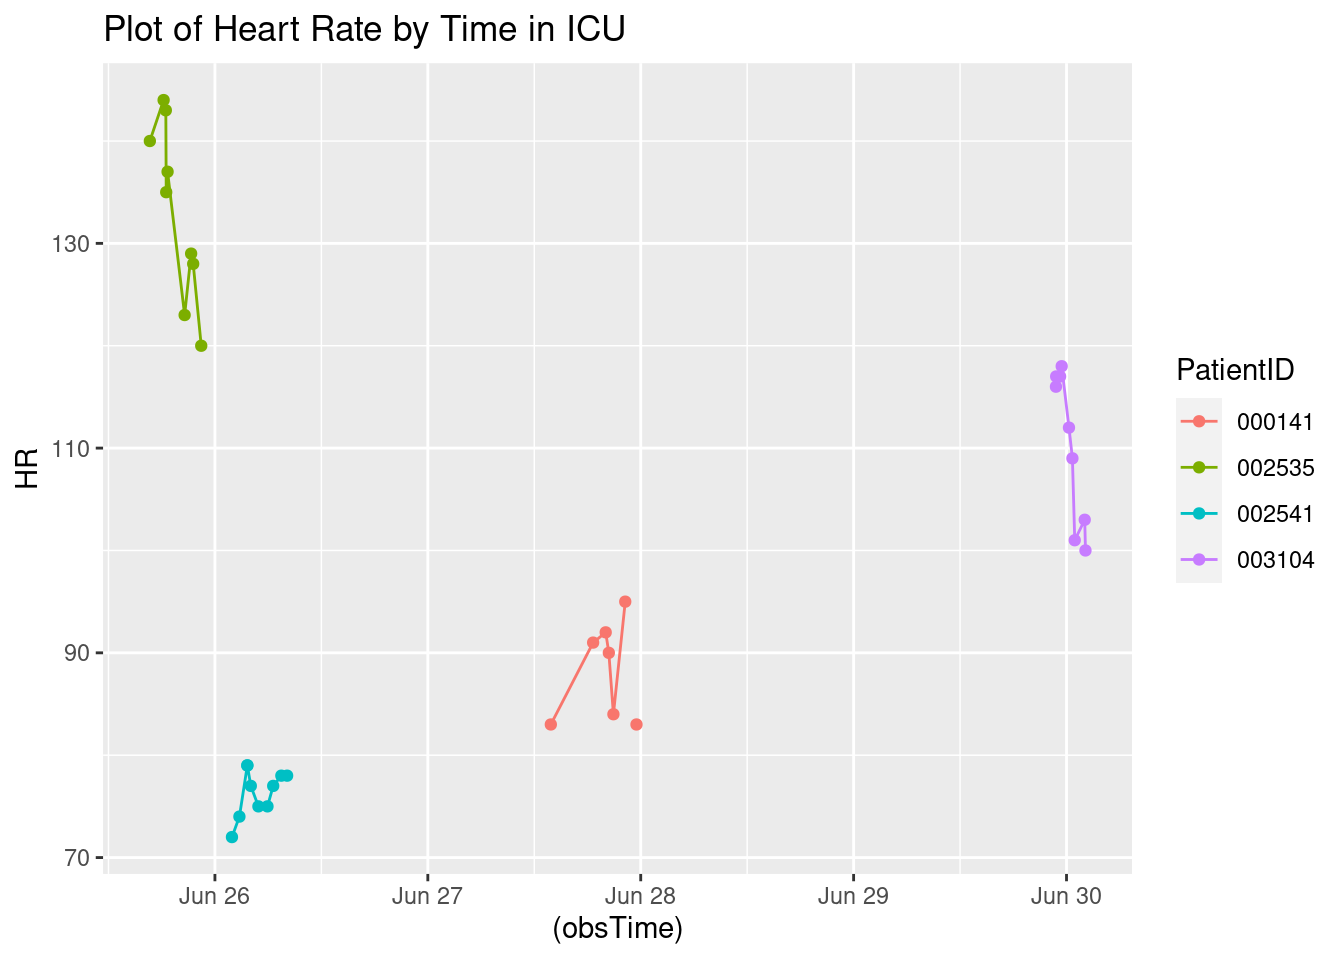 Plot of Heart Rate by Time in ICU
HR
130
110
90
70
Jun 26
Jun 27
Jun 28
Jun 29
Jun 30
(obsTime)
PatientID
000141
002535
002541
003104